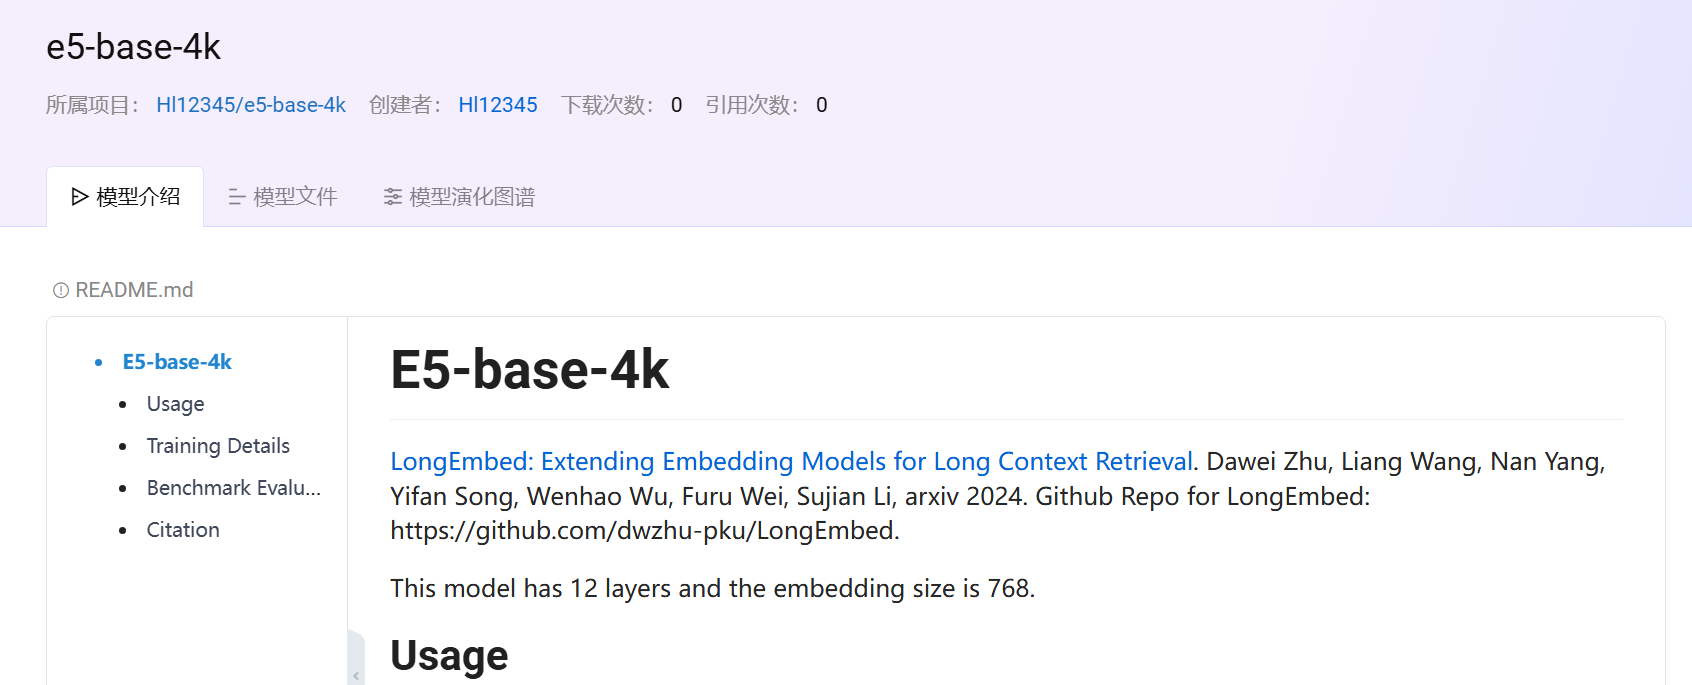 e5-base-4k
所属项目： Hl12345/e5-base-4k 创建者： Hl12345 下载次数： 0 引用次数： 0
模型介绍 模型文件 模型演化图谱
README.md
E5-base-4k
Usage
Training Details
Benchmark Evalu...
Citation
E5-base-4k
LongEmbed: Extending Embedding Models for Long Context Retrieval. Dawei Zhu, Liang Wang, Nan Yang,
Yifan Song, Wenhao Wu, Furu Wei, Sujian Li, arxiv 2024. Github Repo for LongEmbed:
https://github.com/dwzhu-pku/LongEmbed.
This model has 12 layers and the embedding size is 768.
Usage